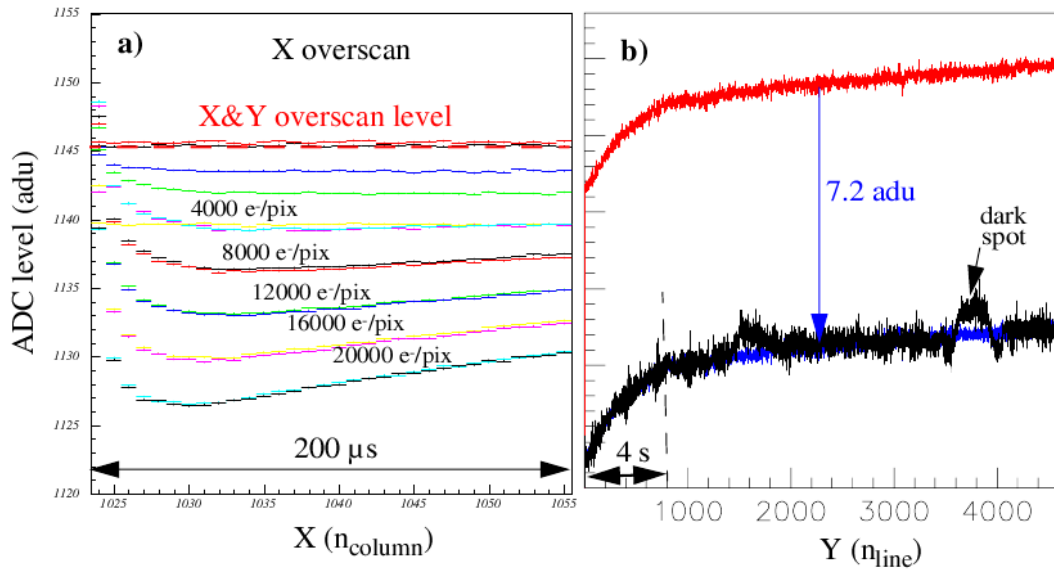 a)
X overscan
X&Y overscan level
4000 e-/pix
8000 e-/pix
12000 e-/pix
16000 e-/pix
20000 e-/pix
200 µs
1155
1150
1145
1140
1135
1130
1125
1120
ADC level (adu)
1025
1030
1035
1040
1045
1050
1055
X (n_column)
b)
7.2 adu
dark
spot
4 s
1000
2000
3000
4000
Y (n_line)